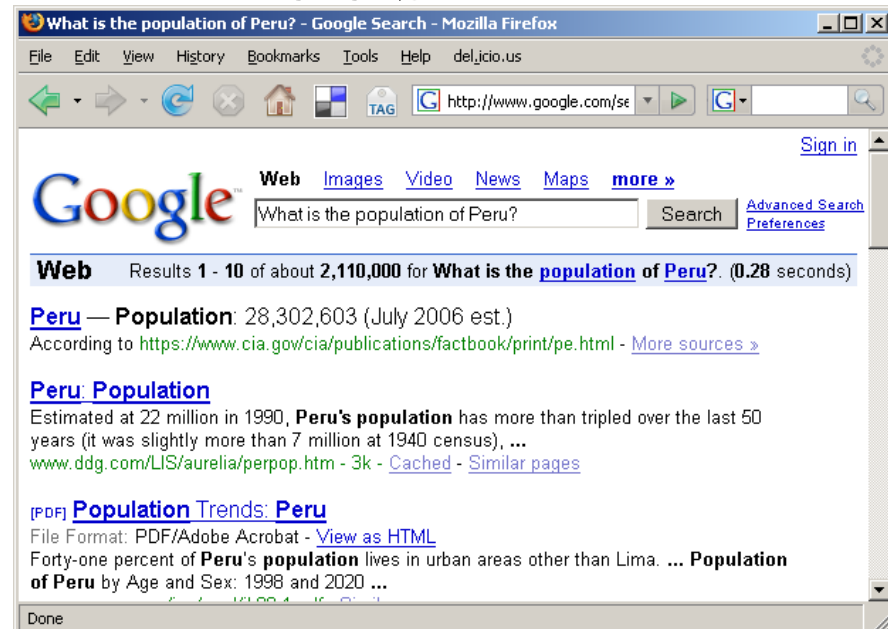 What is the population of Peru? - Google Search - Mozilla Firefox
File Edit View History Bookmarks Tools Help del.icio.us
TAG G http://www.google.com/se G
Sign in
Google™
Web Images Video News Maps more »
What is the population of Peru? Search Advanced Search
Preferences
Web Results 1 - 10 of about 2,110,000 for What is the population of Peru?. (0.28 seconds)
Peru — Population: 28,302,603 (July 2006 est.)
According to https://www.cia.gov/cia/publications/factbook/print/pe.html - More sources »
Peru: Population
Estimated at 22 million in 1990, Peru's population has more than tripled over the last 50
years (it was slightly more than 7 million at 1940 census), ...
www.ddg.com/LIS/aurelia/perpop.htm - 3k - Cached - Similar pages
[PDF] Population Trends: Peru
File Format: PDF/Adobe Acrobat - View as HTML
Forty-one percent of Peru's population lives in urban areas other than Lima. ... Population
of Peru by Age and Sex: 1998 and 2020 ...
Done